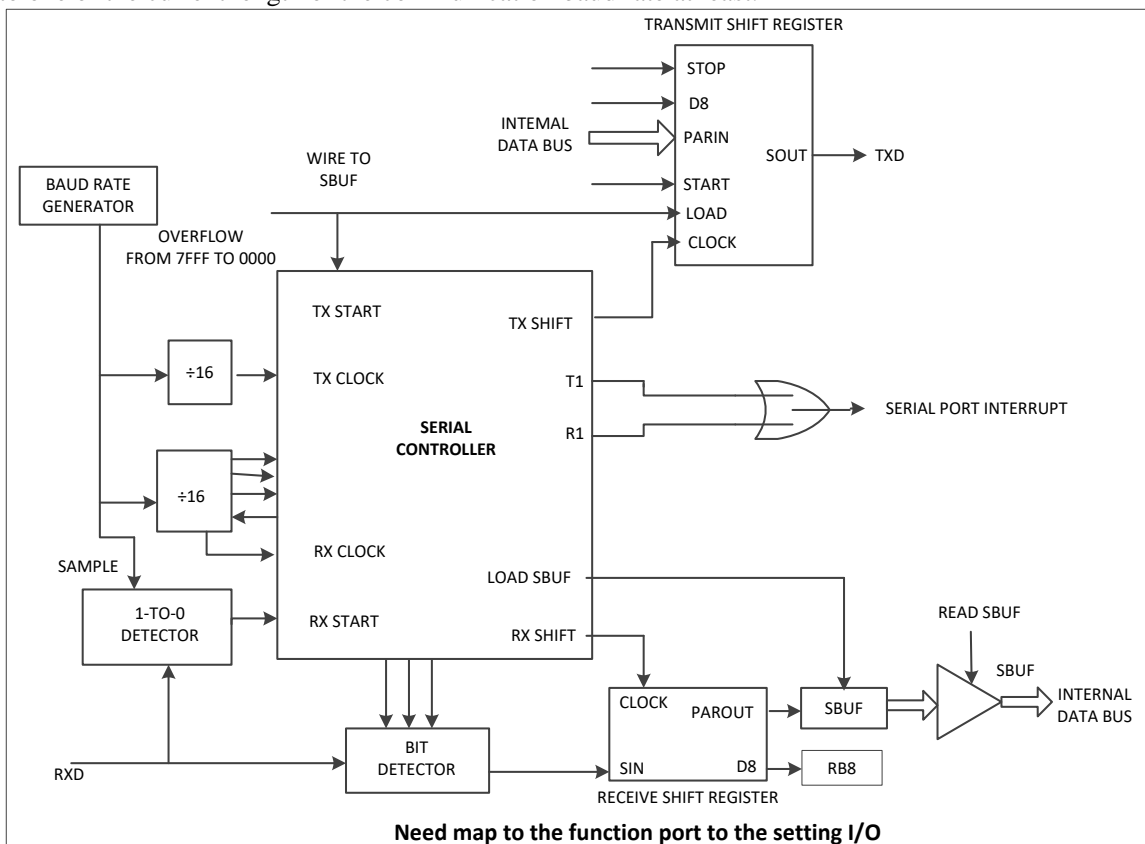 TRANSMIT SHIFT REGISTER
STOP
D8
INTEMAL
DATA BUS
PARIN
SOUT
TXD
WIRE TO
SBUF
START
BAUD RATE
GENERATOR
LOAD
OVERFLOW
FROM 7FFF TO 0000
CLOCK
TX START
TX SHIFT
÷16
TX CLOCK
T1
SERIAL PORT INTERRUPT
SERIAL
CONTROLLER
R1
÷16
RX CLOCK
SAMPLE
LOAD SBUF
1-TO-0
DETECTOR
RX START
RX SHIFT
READ SBUF
SBUF
CLOCK
PAROUT
SBUF
INTERNAL
DATA BUS
BIT
DETECTOR
RXD
SIN
D8
RB8
RECEIVE SHIFT REGISTER
Need map to the function port to the setting I/O